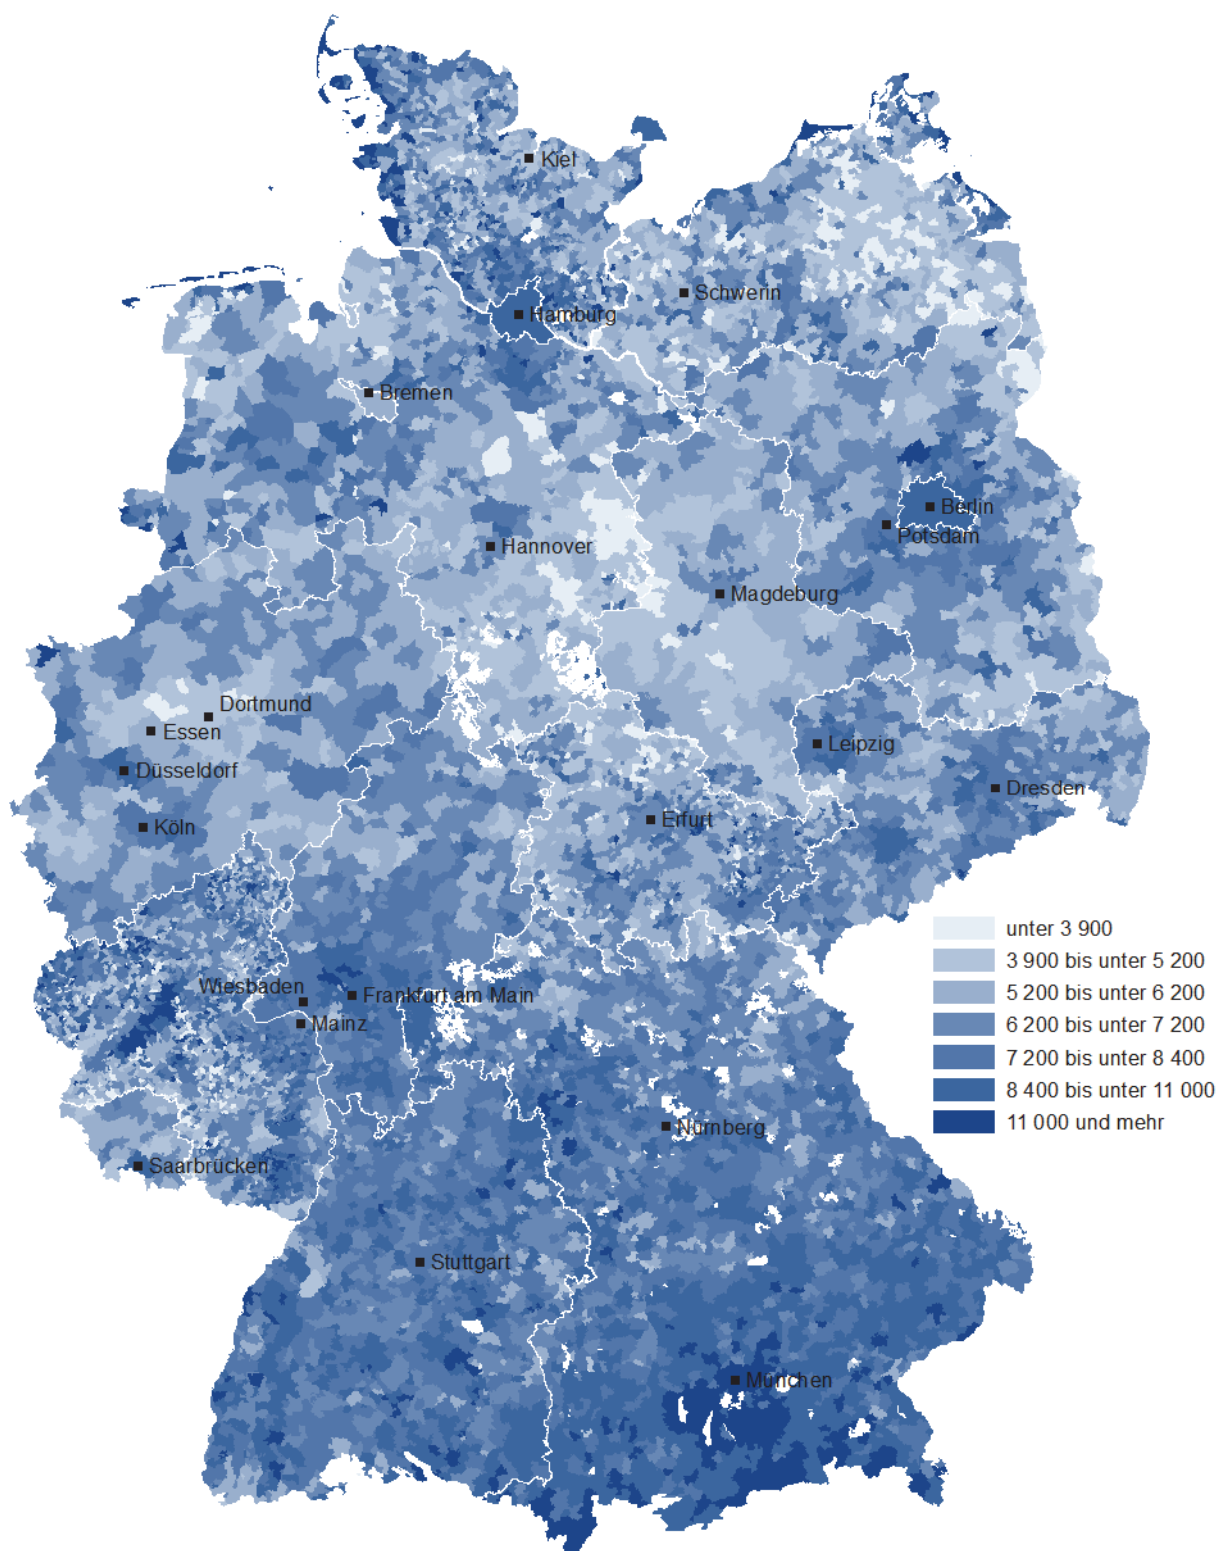 Kiel
Schwerin
Hamburg
Bremen
Berlin
Potsdam
Hannover
Magdeburg
Dortmund
Essen
Leipzig
Düsseldorf
Dresden
Köln
Erfurt
unter 3 900
3 900 bis unter 5 200
Wiesbaden
Frankfurt am Main
5 200 bis unter 6 200
Mainz
6 200 bis unter 7 200
7 200 bis unter 8 400
8 400 bis unter 11 000
11 000 und mehr
Nürnberg
Saarbrücken
Stuttgart
München